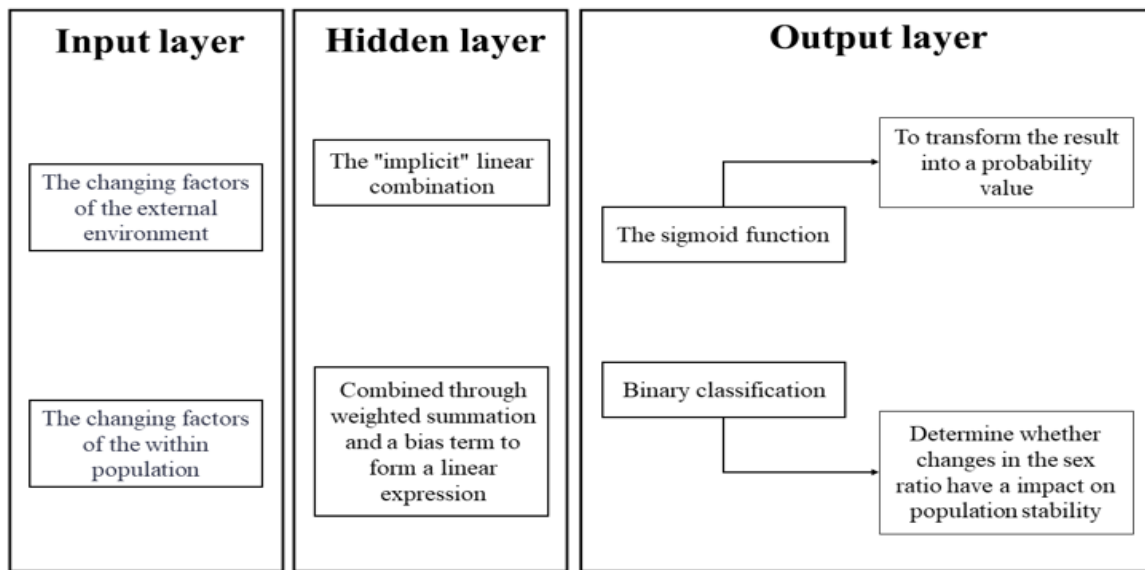 Input layer
The changing factors
of the external
environment
The changing factors
of the within
population
Hidden layer
The "implicit" linear
combination
Combined through
weighted summation
and a bias term to
form a linear
expression
Output layer
To transform the result
into a probability
value
The sigmoid function
Binary classification
Determine whether
changes in the sex
ratio have a impact on
population stability